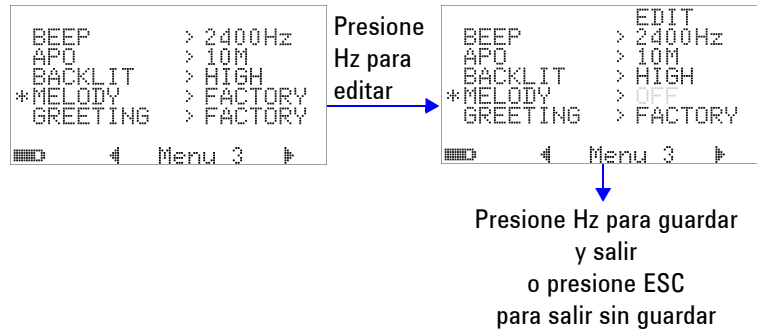 BEEP > 2400Hz
APO > 10M
BACKLIT > HIGH
*MELODY > FACTORY
GREETING > FACTORY
Menu 3
Presione
Hz para
editar
EDIT
BEEP > 2400Hz
APO > 10M
BACKLIT > HIGH
*MELODY > OFF
GREETING > FACTORY
Menu 3
Presione Hz para guardar
y salir
o presione ESC
para salir sin guardar